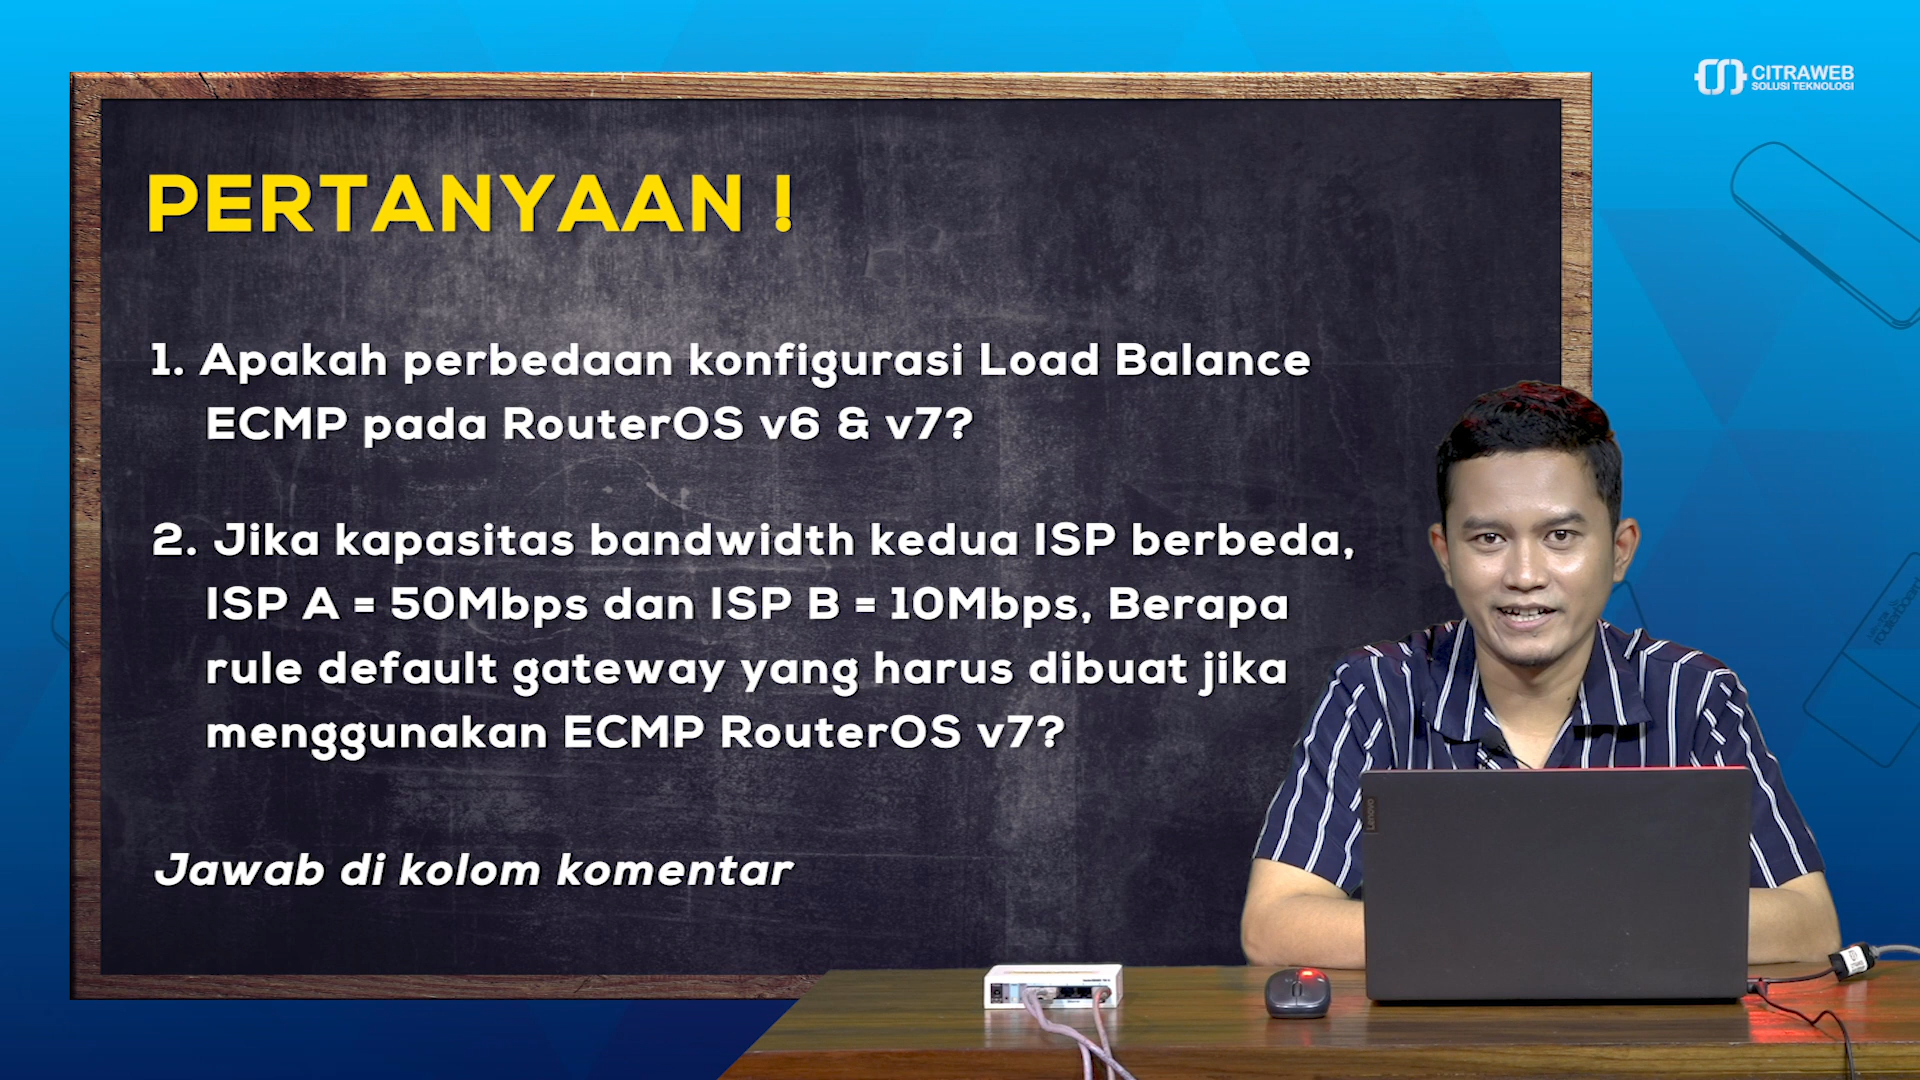 CITRAWEB
SOLUSI TEKNOLOGI
PERTANYAAN !
1. Apakah perbedaan konfigurasi Load Balance
ECMP pada RouterOS v6 & v7?
2. Jika kapasitas bandwidth kedua ISP berbeda,
ISP A = 50Mbps dan ISP B = 10Mbps, Berapa
rule default gateway yang harus dibuat jika
menggunakan ECMP RouterOS v7?
Jawab di kolom komentar
Lenovo